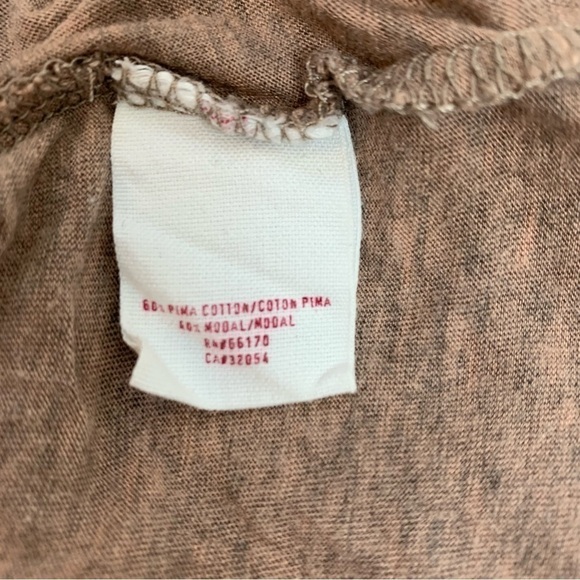 60% PIMA COTTON/COTON PIMA
40% MODAL/MODAL
RN#66170
CA#32054